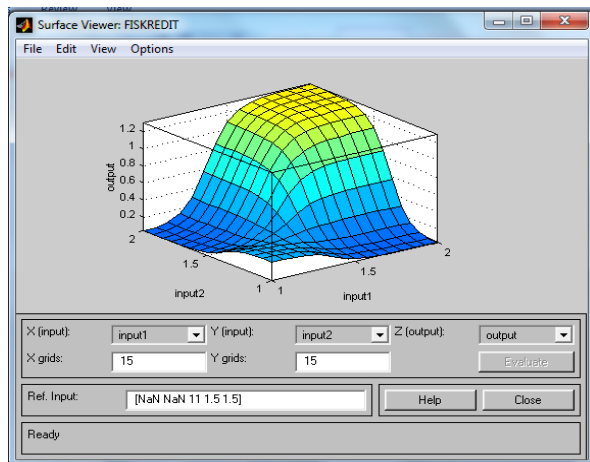 Review View
Surface Viewer: FISKREDIT
File Edit View Options
1.2
1
0.8
0.6
0.4
0.2
output
2
1.5
1
input2
1
1.5
2
input1
X (input): input1 Y (input): input2 Z (output): output
X grids: 15 Y grids: 15 Evaluate
Ref. Input: [NaN NaN 11 1.5 1.5] Help Close
Ready